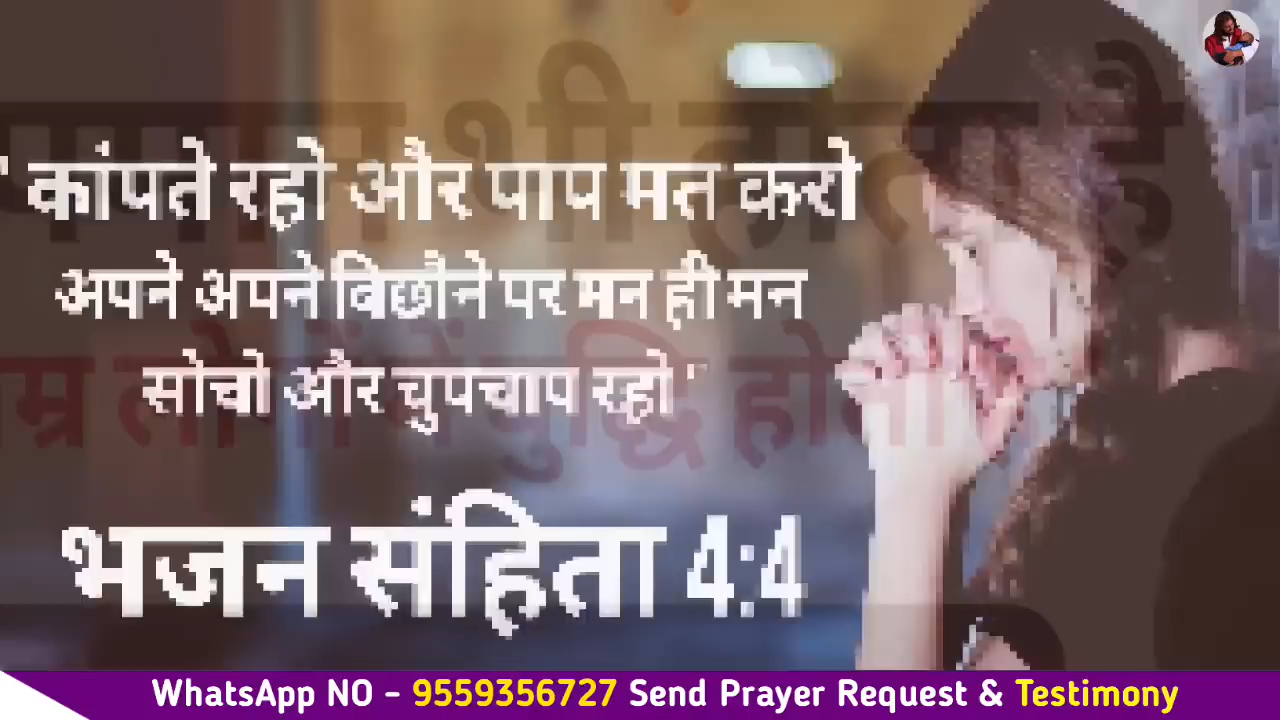 " कांपते रहो और पाप मत करो
अपने अपने बिछौने पर मन ही मन
सोचो और चुपचाप रहो "
भजन संहिता 4:4
WhatsApp NO - 9559356727 Send Prayer Request & Testimony